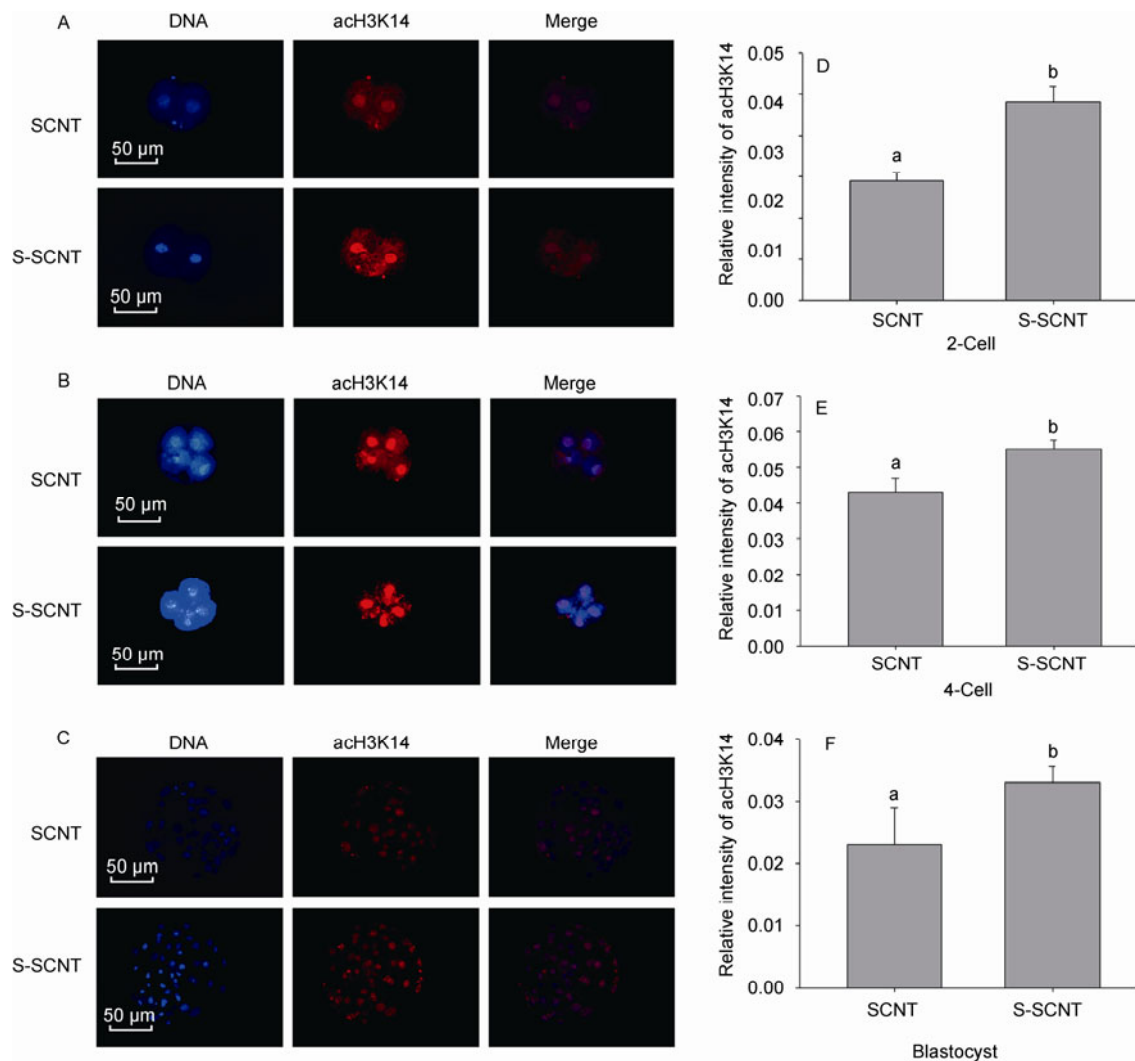 A
DNA acH3K14 Merge
SCNT
50 μm
S-SCNT
50 μm
B
DNA acH3K14 Merge
SCNT
50 μm
S-SCNT
50 μm
C
DNA acH3K14 Merge
SCNT
50 μm
S-SCNT
50 μm
D
Relative intensity of acH3K14
0.05
0.04
0.03
0.02
0.01
0.00
a b
SCNT S-SCNT
2-Cell
E
Relative intensity of acH3K14
0.07
0.06
0.05
0.04
0.03
0.02
0.01
0.00
a b
SCNT S-SCNT
4-Cell
F
Relative intensity of acH3K14
0.04
0.03
0.02
0.01
0.00
a b
SCNT S-SCNT
Blastocyst